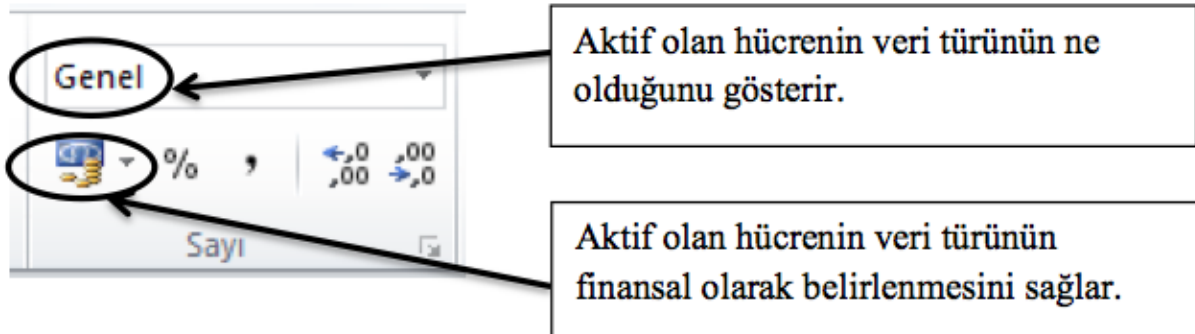 Genel
% , ,0 ,00 ,00 ,0
Sayı
Aktif olan hücrenin veri türünün ne
olduğunu gösterir.
Aktif olan hücrenin veri türünün
finansal olarak belirlenmesini sağlar.